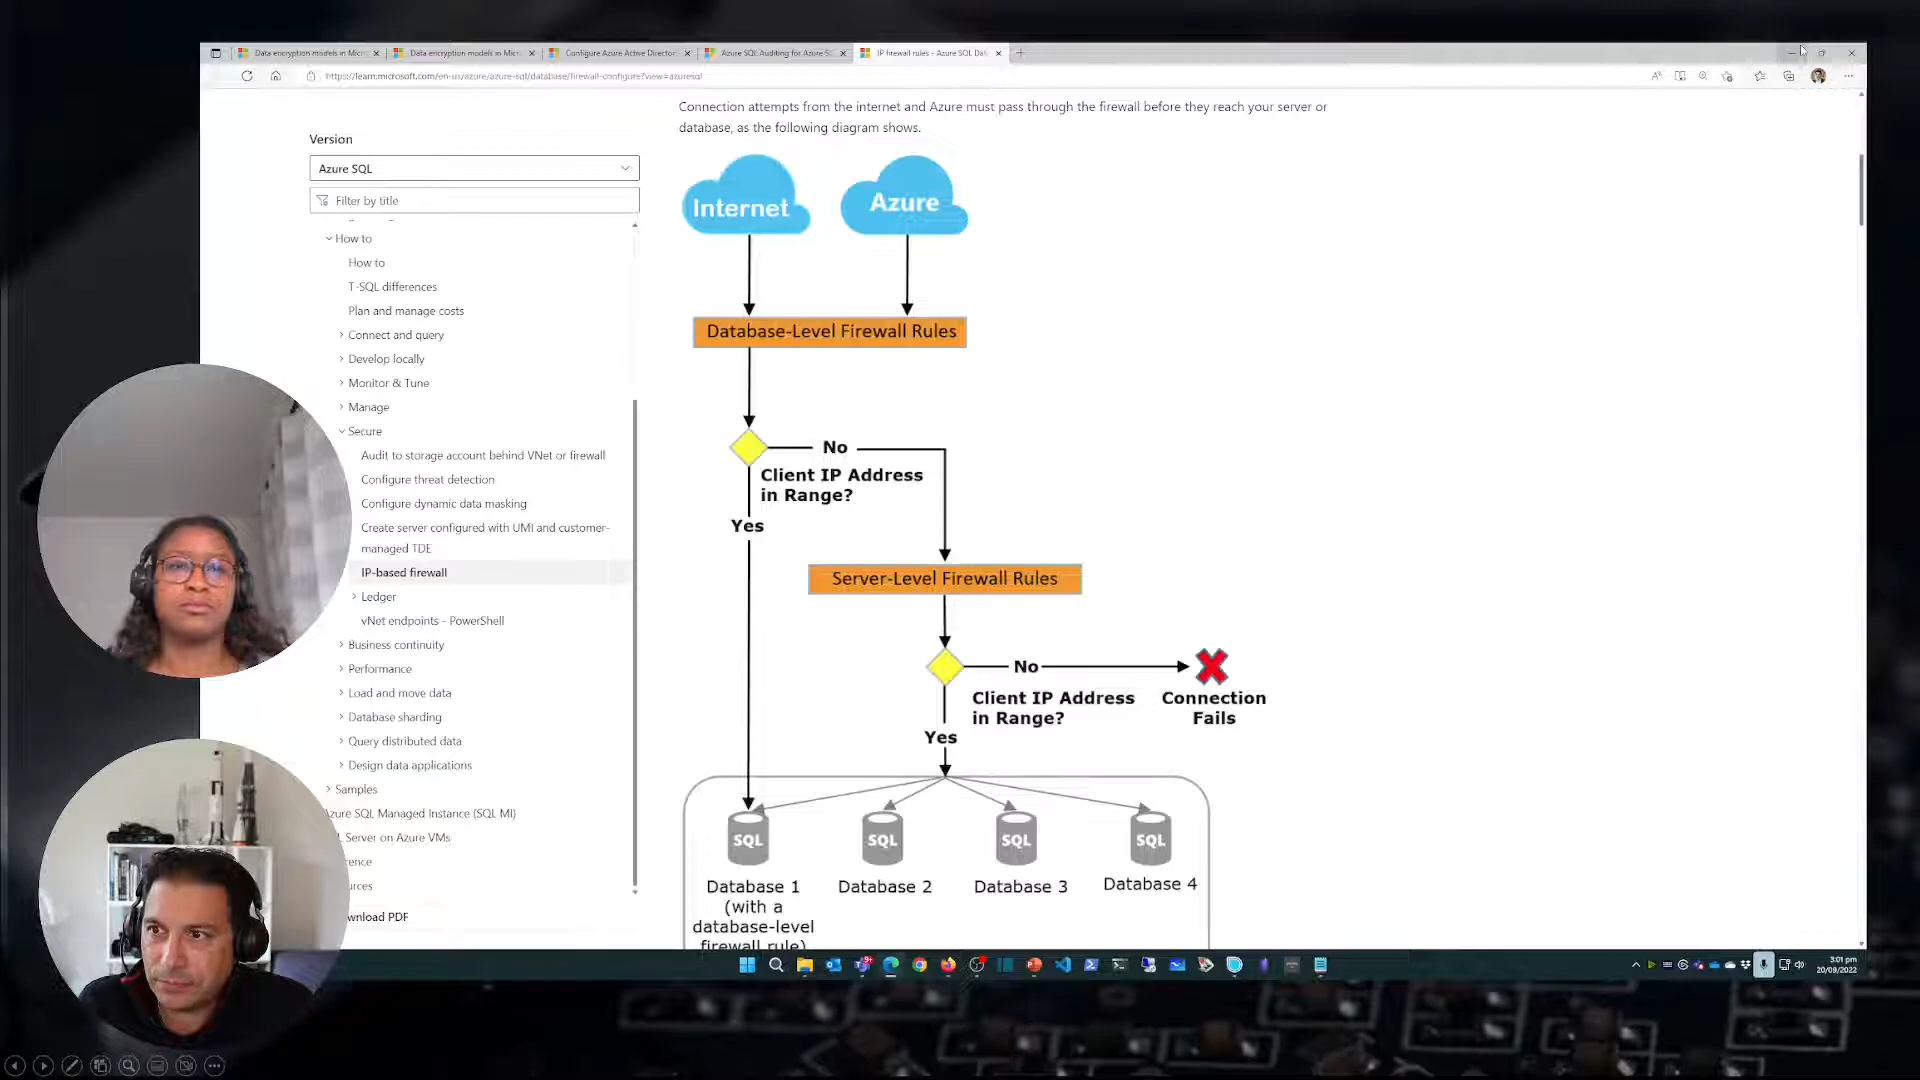 Data encryption models in Micr
Data encryption models in Micr
Configure Azure Active Director
Azure SQL Auditing for Azure SQ
IP firewall rules - Azure SQL Dat
https://learn.microsoft.com/en-us/azure/azure-sql/database/firewall-configure?view=azuresql
Connection attempts from the internet and Azure must pass through the firewall before they reach your server or
database, as the following diagram shows.
Version
Azure SQL
Filter by title
How to
How to
T-SQL differences
Plan and manage costs
Connect and query
Develop locally
Monitor & Tune
Manage
Secure
Audit to storage account behind VNet or firewall
Configure threat detection
Configure dynamic data masking
Create server configured with UMI and customer-
managed TDE
IP-based firewall
Ledger
vNet endpoints - PowerShell
Business continuity
Performance
Load and move data
Database sharding
Query distributed data
Design data applications
Samples
Azure SQL Managed Instance (SQL MI)
L Server on Azure VMs
rence
urces
wnload PDF
Internet
Azure
Database-Level Firewall Rules
No
Client IP Address
in Range?
Yes
Server-Level Firewall Rules
No
Client IP Address
in Range?
Connection
Fails
Yes
SQL
SQL
SQL
SQL
Database 1
(with a
database-level
firewall rule)
Database 2
Database 3
Database 4
3:01 pm
20/09/2022